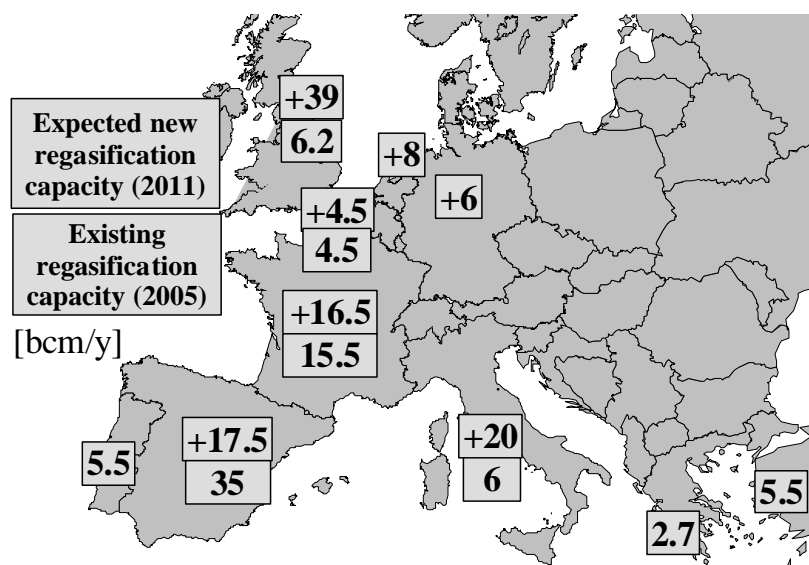 +39
Expected new
regasification
capacity (2011)
6.2
+8
+6
+4.5
4.5
Existing
regasification
capacity (2005)
[bcm/y]
+16.5
15.5
+17.5
35
5.5
+20
6
5.5
2.7